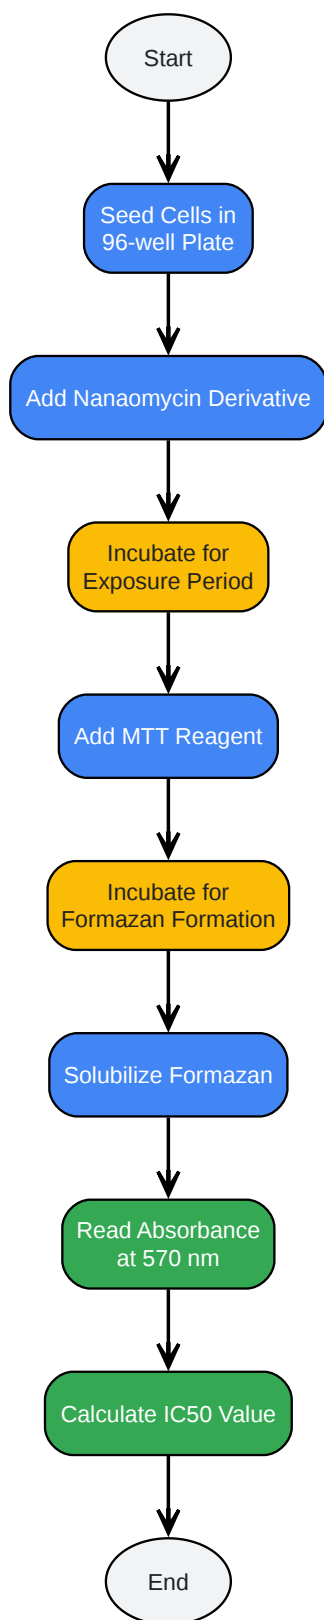 Start
Seed Cells in
96-well Plate
Add Nanaomycin Derivative
Incubate for
Exposure Period
Add MTT Reagent
Incubate for
Formazan Formation
Solubilize Formazan
Read Absorbance
at 570 nm
Calculate IC50 Value
End